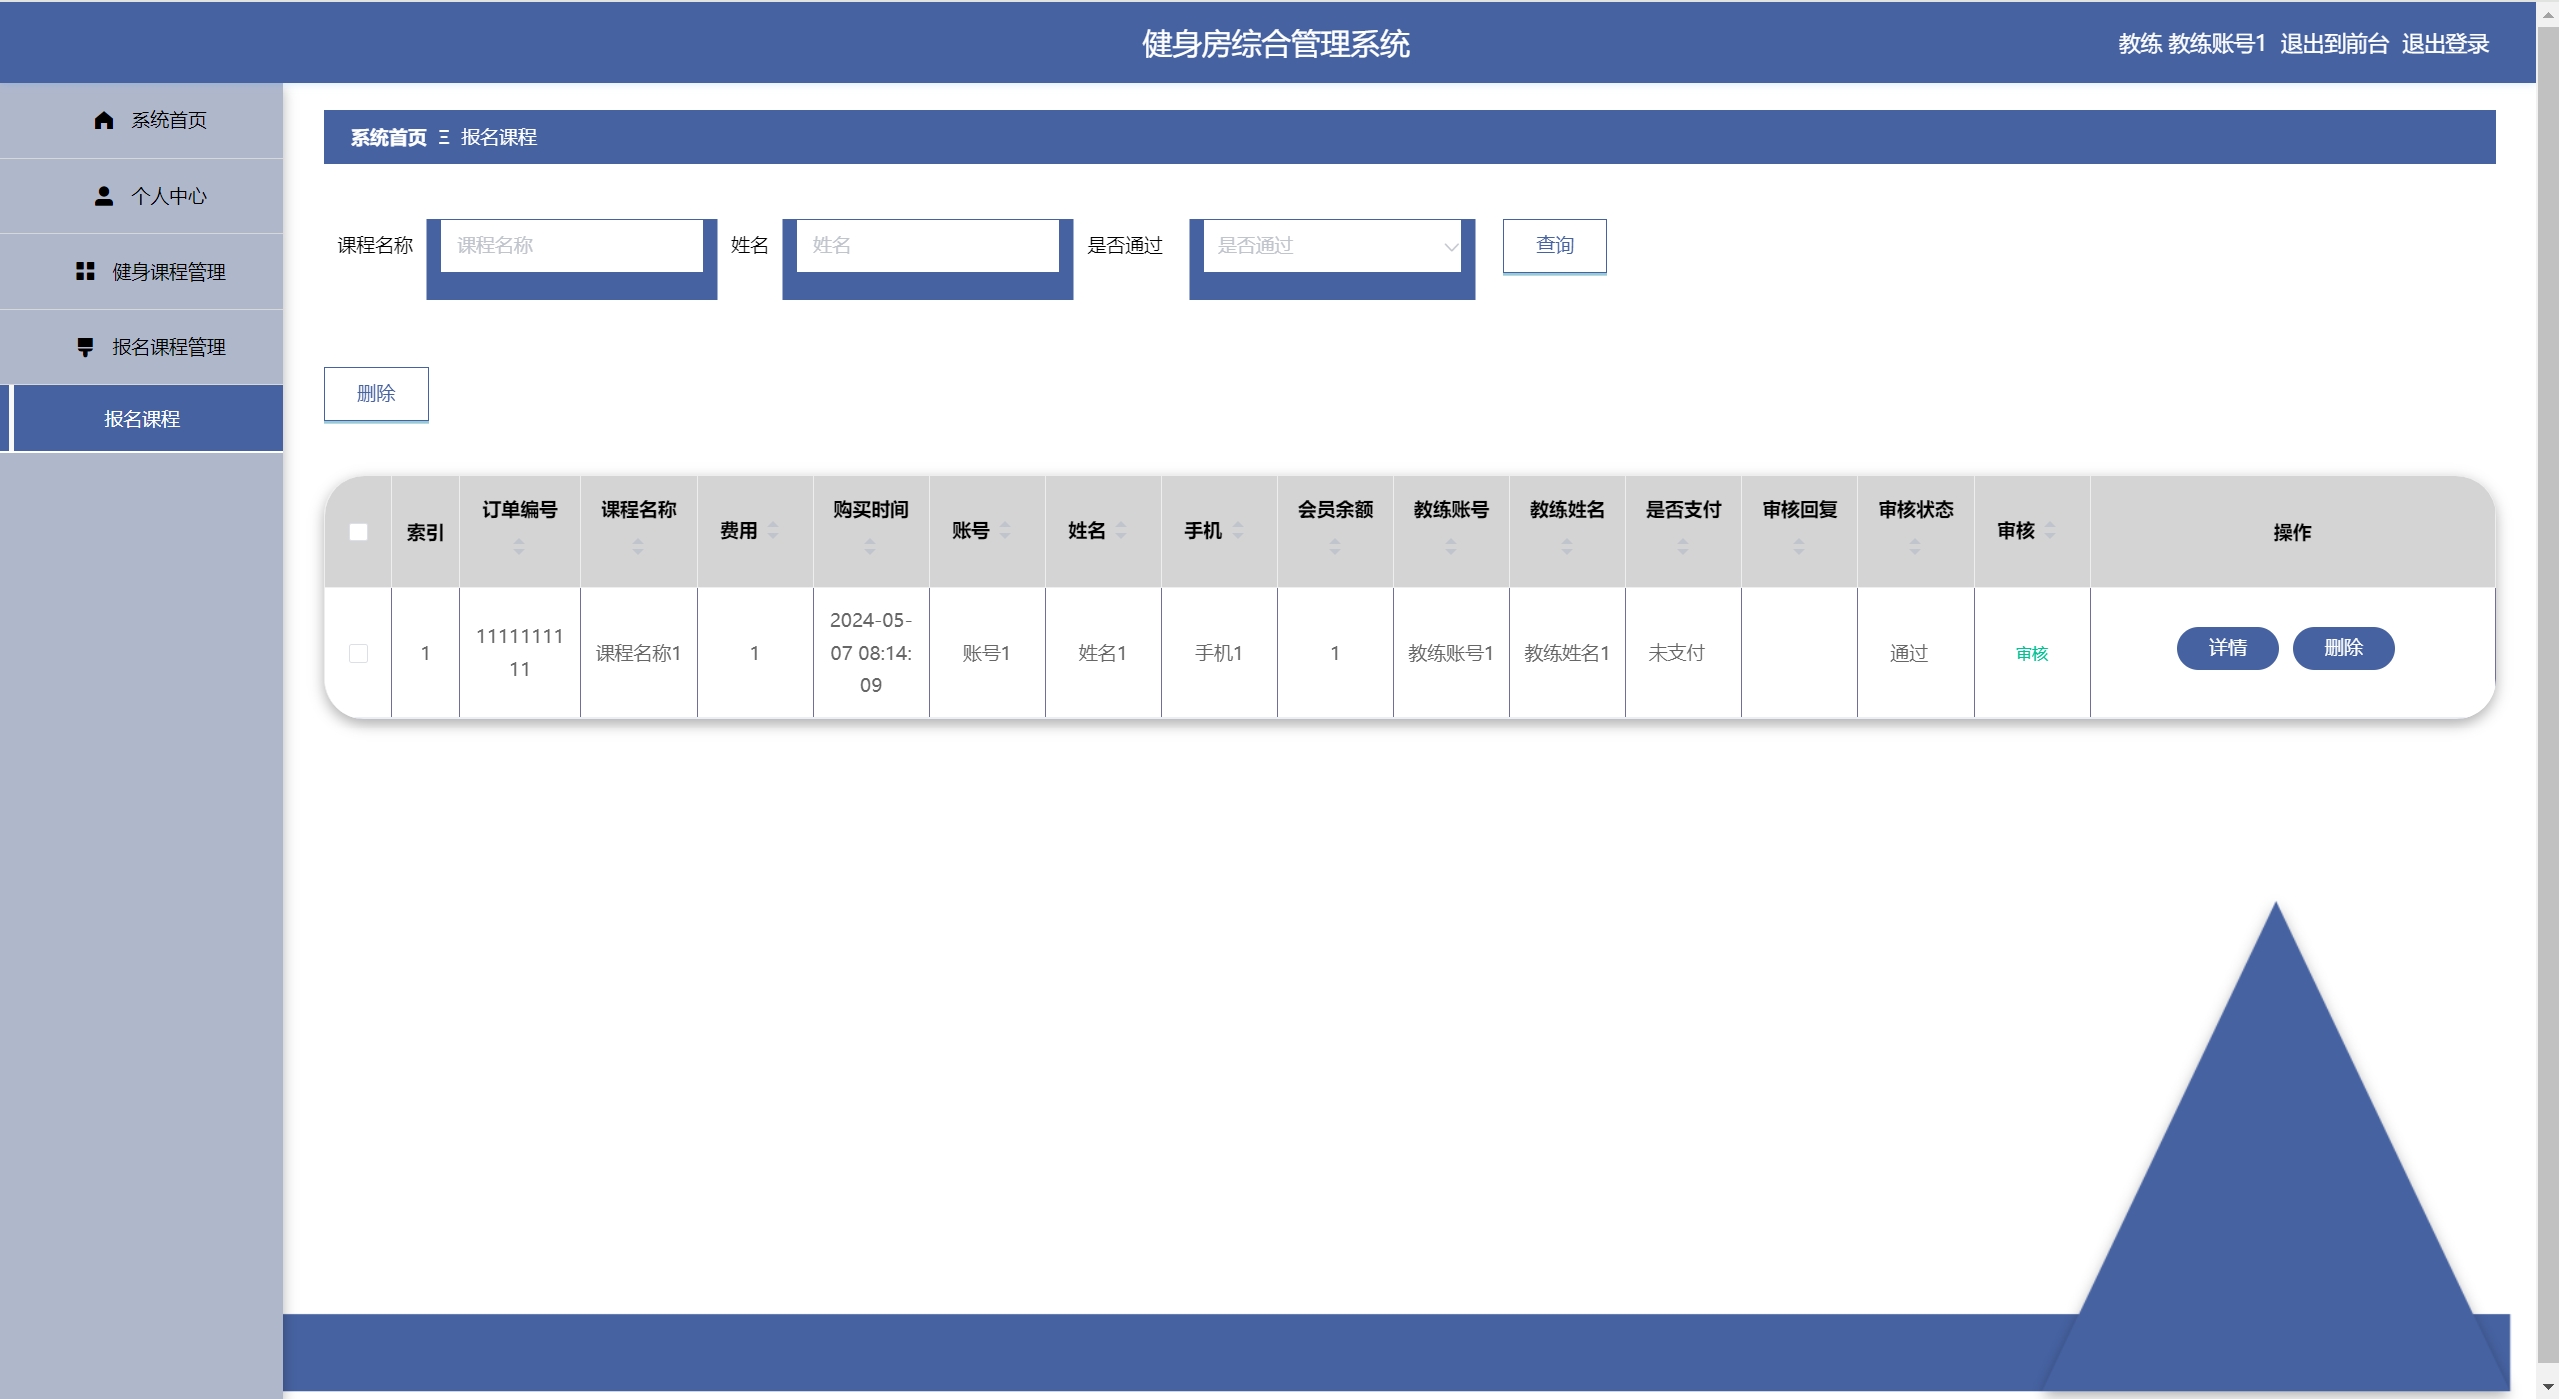 健身房综合管理系统
教练 教练账号1 退出到前台 退出登录
系统首页
个人中心
健身课程管理
报名课程管理
报名课程
系统首页 Ξ 报名课程
课程名称 课程名称 姓名 姓名 是否通过 是否通过 查询
删除
索引 订单编号 课程名称 费用 购买时间 账号 姓名 手机 会员余额 教练账号 教练姓名 是否支付 审核回复 审核状态 审核 操作
1 11111111
11 课程名称1 1 2024-05-
07 08:14:
09 账号1 姓名1 手机1 1 教练账号1 教练姓名1 未支付 通过 审核 详情 删除